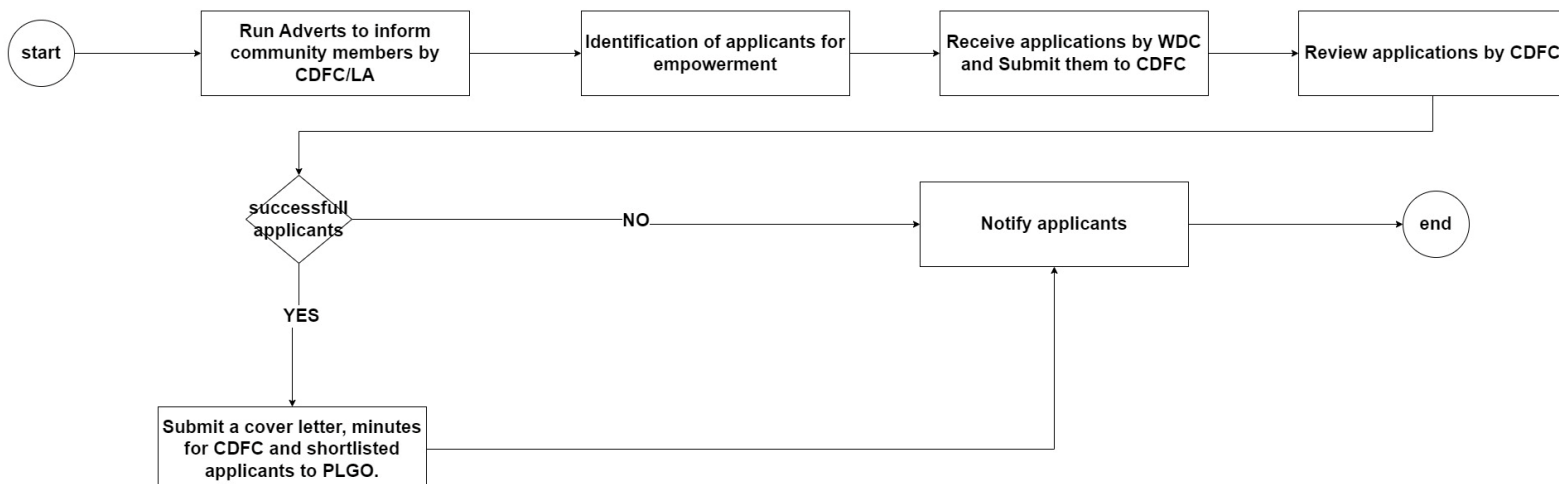 start
Run Adverts to inform
community members by
CDFC/LA
Identification of applicants for
empowerment
Receive applications by WDC
and Submit them to CDFC
Review applications by CDFC
successfull
applicants
NO
Notify applicants
end
YES
Submit a cover letter, minutes
for CDFC and shortlisted
applicants to PLGO.